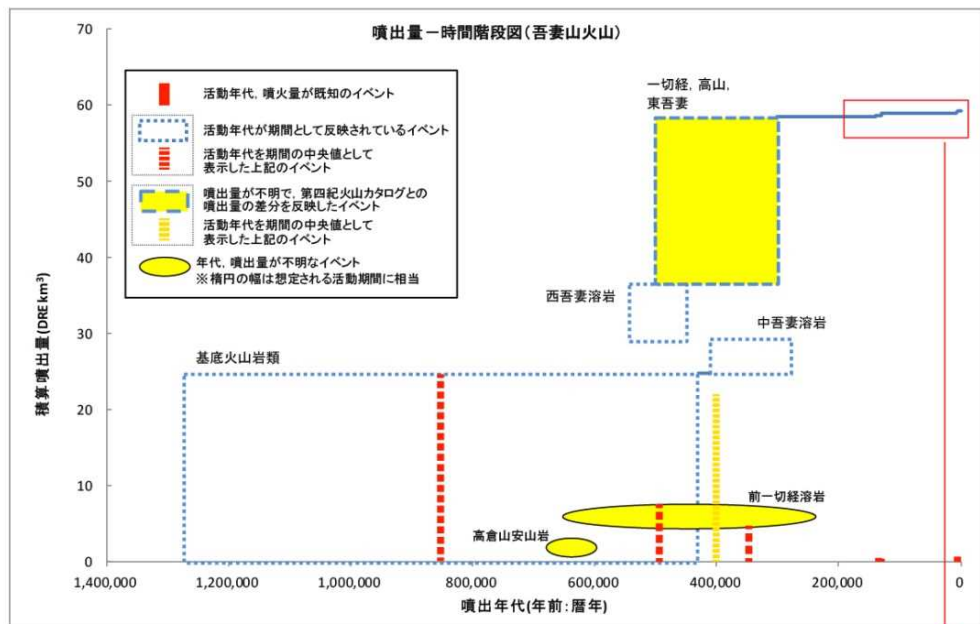 噴出量－時間階段図(吾妻山火山)
70
60
50
40
30
20
10
0
積算噴出量(DRE km³)
活動年代, 噴火量が既知のイベント
活動年代が期間として反映されているイベント
活動年代を期間の中央値として
表示した上記のイベント
噴出量が不明で, 第四紀火山カタログとの
噴出量の差分を反映したイベント
活動年代を期間の中央値として
表示した上記のイベント
年代, 噴出量が不明なイベント
※楕円の幅は想定される活動期間に相当
一切経, 高山,
東吾妻
西吾妻溶岩
中吾妻溶岩
基底火山岩類
前一切経溶岩
高倉山安山岩
1,400,000
1,200,000
1,000,000
800,000
600,000
400,000
200,000
0
噴出年代(年前：暦年)